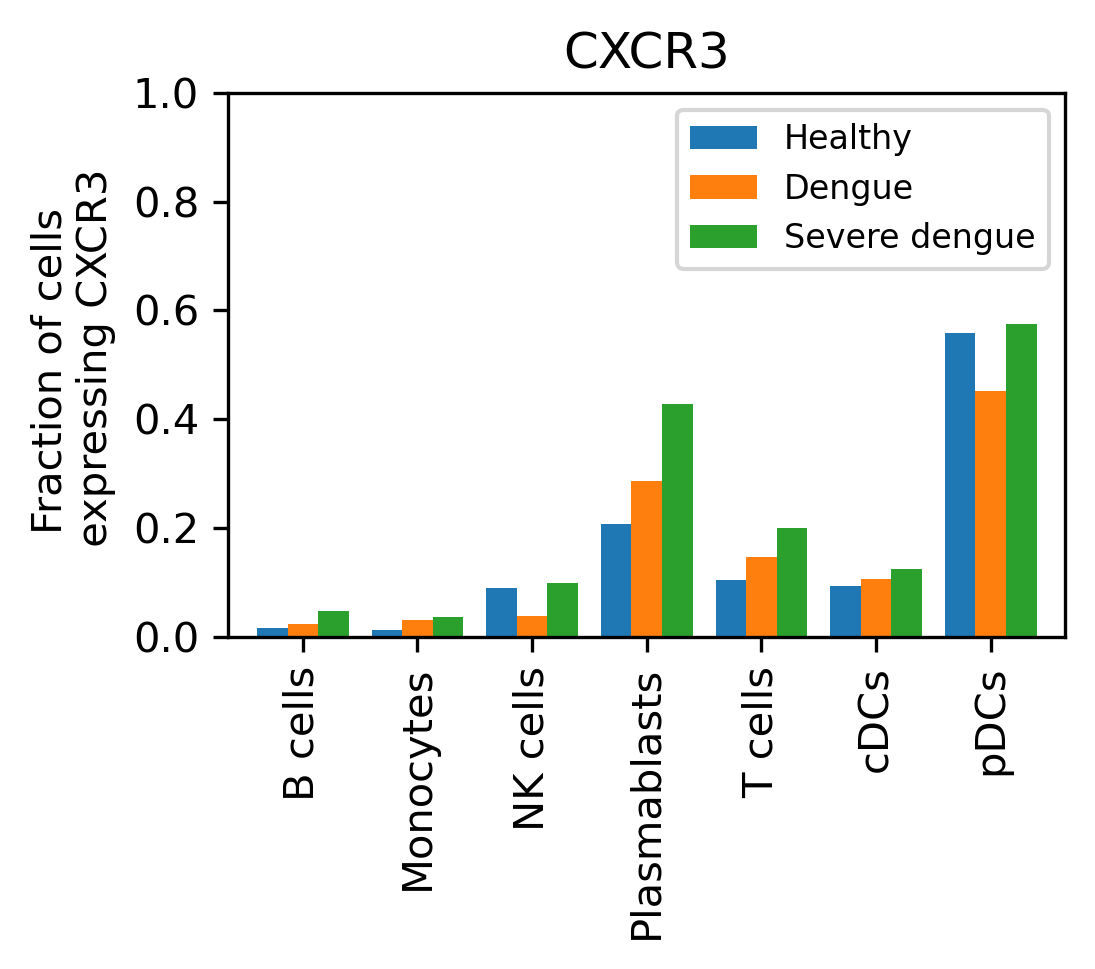 CXCR3
Fraction of cells
expressing CXCR3
1.0
0.8
0.6
0.4
0.2
0.0
Healthy
Dengue
Severe dengue
B cells
Monocytes
NK cells
Plasmablasts
T cells
cDCs
pDCs